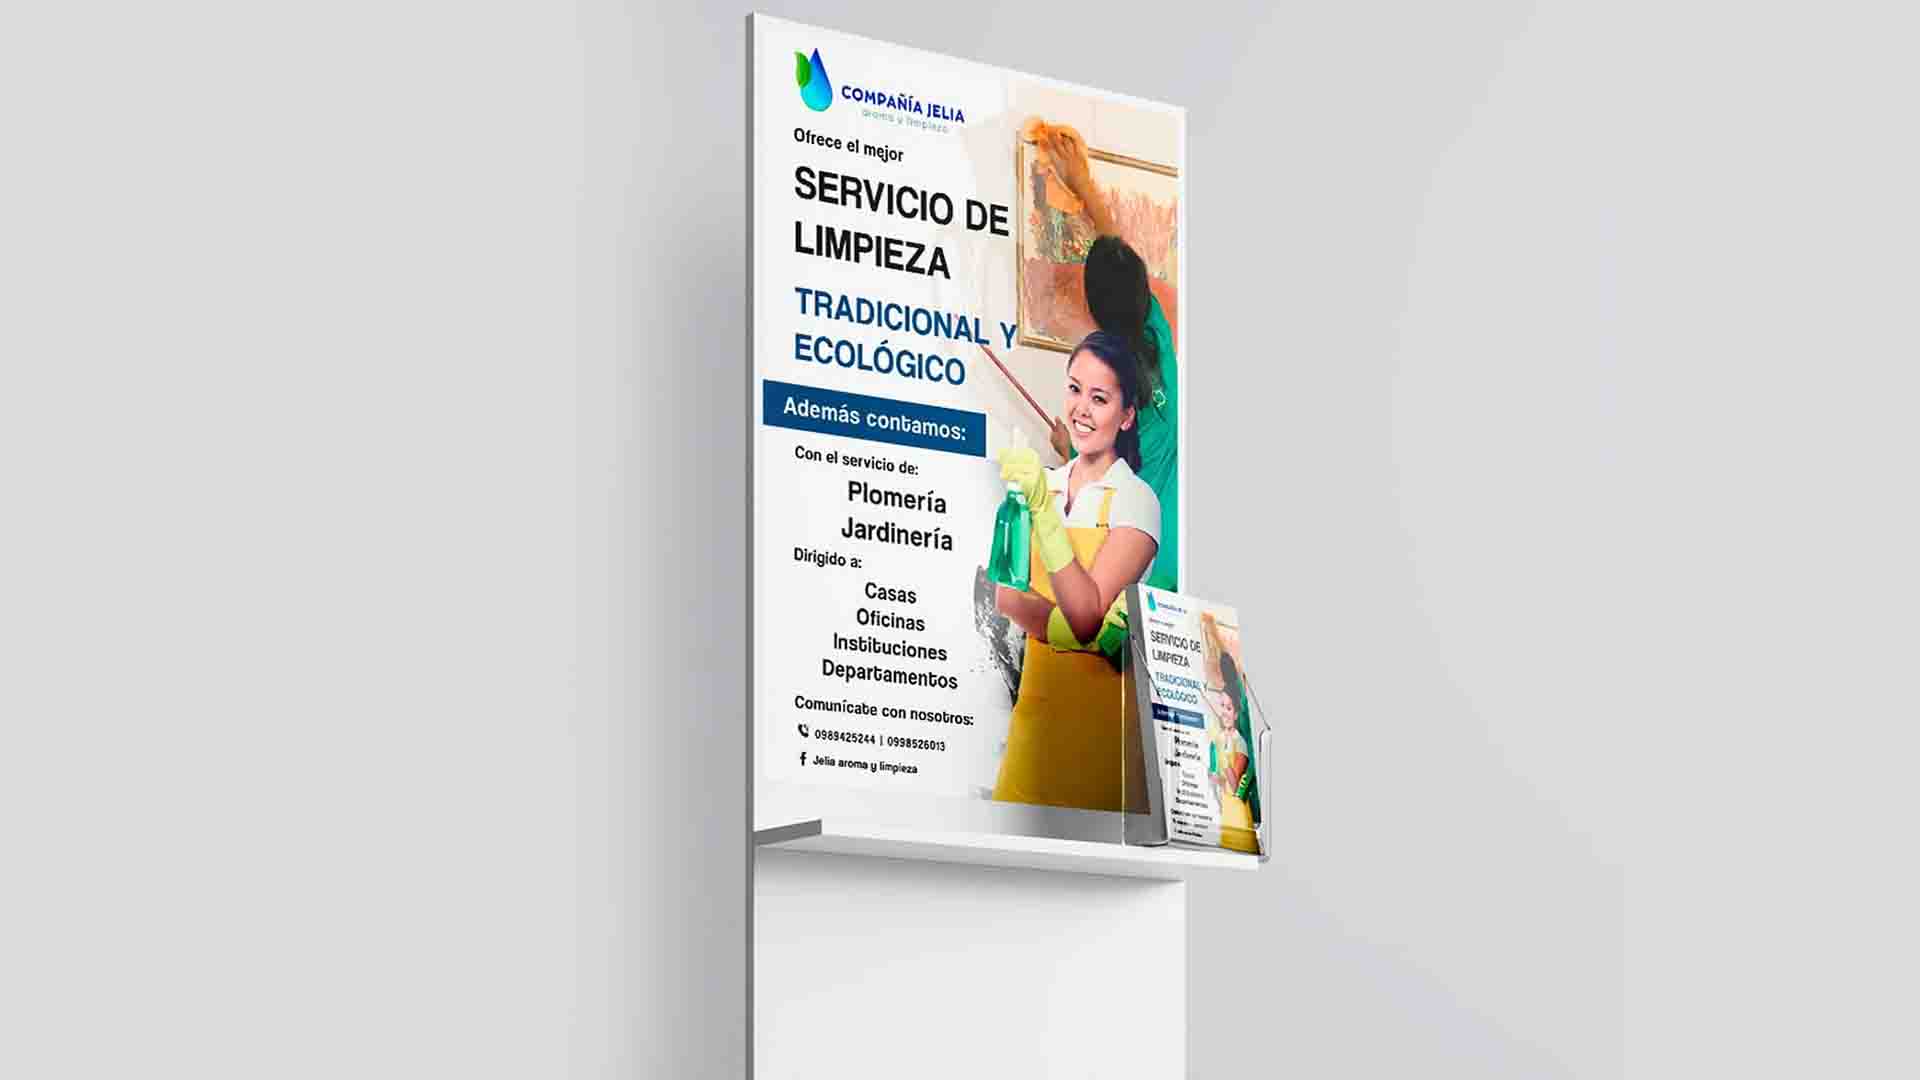 COMPAÑÍA JELIA
aroma y limpieza
Ofrece el mejor
SERVICIO DE
LIMPIEZA
TRADICIONAL Y
ECOLÓGICO
Además contamos:
Con el servicio de:
Plomería
Jardinería
Dirigido a:
Casas
Oficinas
Instituciones
Departamentos
Comunícate con nosotros:
0989425244 | 0998526013
Jelia aroma y limpieza
SERVICIO DE
LIMPIEZA
TRADICIONAL Y
ECOLÓGICO
Plomería
Jardinería